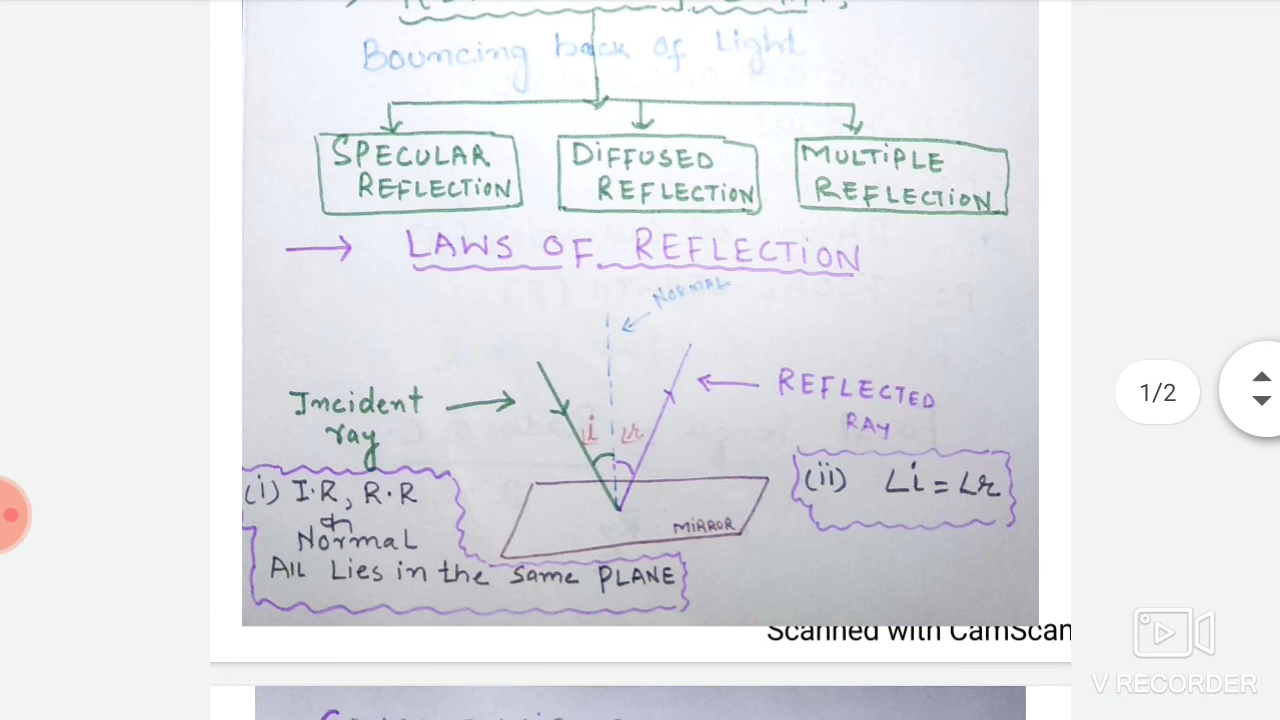 Bouncing back of Light
SPECULAR
REFLECTION
DIFFUSED
REFLECTION
MULTIPLE
REFLECTION
→ LAWS OF REFLECTION
NORMAL
Incident
ray
REFLECTED
RAY
i
r
(i) I.R, R.R
&
Normal
All Lies in the same PLANE
MIRROR
(ii) ∠i = ∠r
Scanned with CamScan
1/2
V RECORDER